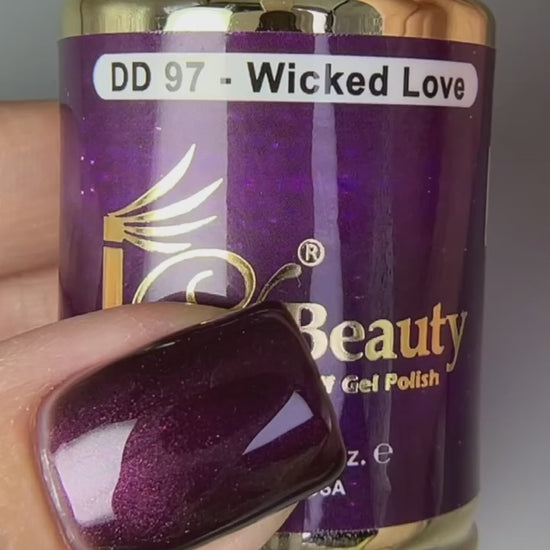 DD 97 - Wicked Love
®
Beauty
Gel Polish
z. e